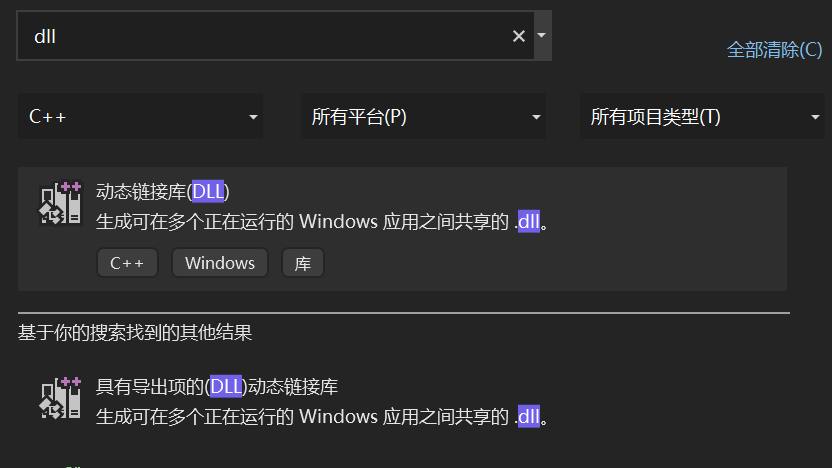 dll
全部清除(C)
C++ 所有平台(P) 所有项目类型(T)
动态链接库(DLL)
生成可在多个正在运行的 Windows 应用之间共享的 .dll。
C++ Windows 库
基于你的搜索找到的其他结果
具有导出项的(DLL)动态链接库
生成可在多个正在运行的 Windows 应用之间共享的 .dll。